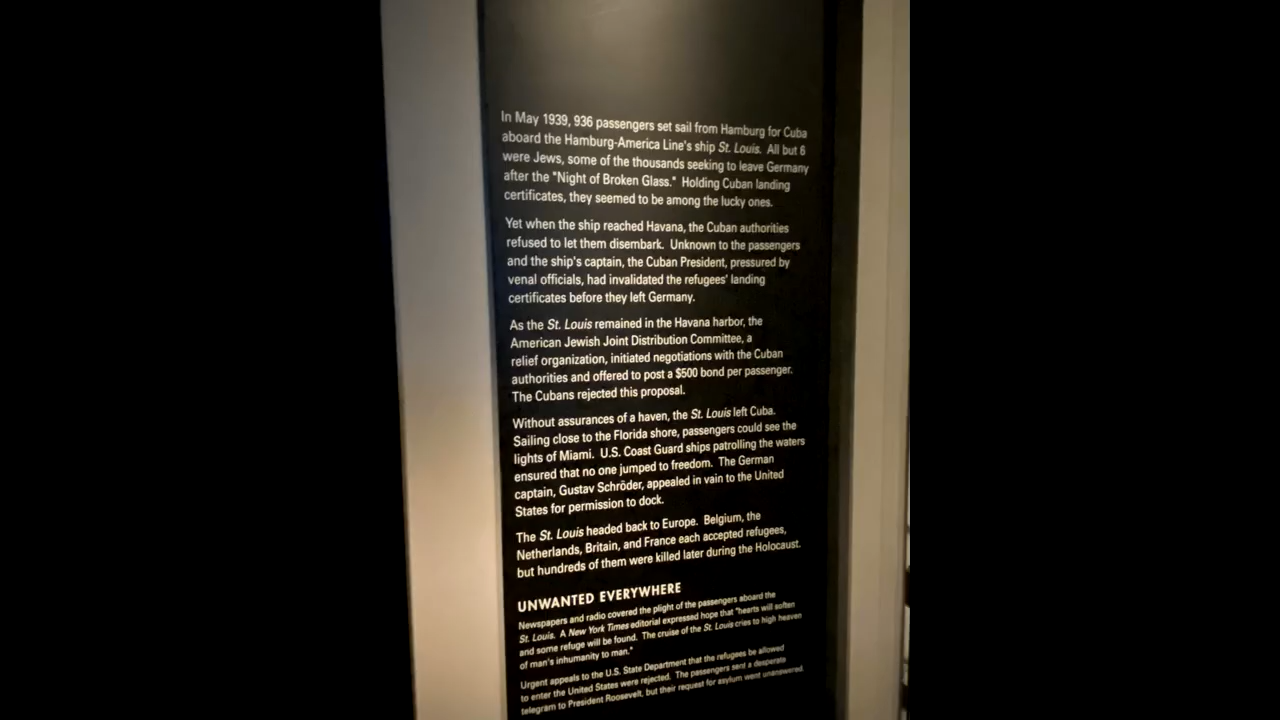 In May 1939, 936 passengers set sail from Hamburg for Cuba
aboard the Hamburg-America Line's ship St. Louis. All but 6
were Jews, some of the thousands seeking to leave Germany
after the "Night of Broken Glass." Holding Cuban landing
certificates, they seemed to be among the lucky ones.
Yet when the ship reached Havana, the Cuban authorities
refused to let them disembark. Unknown to the passengers
and the ship's captain, the Cuban President, pressured by
venal officials, had invalidated the refugees' landing
certificates before they left Germany.
As the St. Louis remained in the Havana harbor, the
American Jewish Joint Distribution Committee, a
relief organization, initiated negotiations with the Cuban
authorities and offered to post a $500 bond per passenger.
The Cubans rejected this proposal.
Without assurances of a haven, the St. Louis left Cuba.
Sailing close to the Florida shore, passengers could see the
lights of Miami. U.S. Coast Guard ships patrolling the waters
ensured that no one jumped to freedom. The German
captain, Gustav Schröder, appealed in vain to the United
States for permission to dock.
The St. Louis headed back to Europe. Belgium, the
Netherlands, Britain, and France each accepted refugees,
but hundreds of them were killed later during the Holocaust.
UNWANTED EVERYWHERE
Newspapers and radio covered the plight of the passengers aboard the
St. Louis. A New York Times editorial expressed hope that "hearts will soften
and some refuge will be found. The cruise of the St. Louis cries to high heaven
of man's inhumanity to man."
Urgent appeals to the U.S. State Department that the refugees be allowed
to enter the United States were rejected. The passengers sent a desperate
telegram to President Roosevelt, but their request for asylum went unanswered.